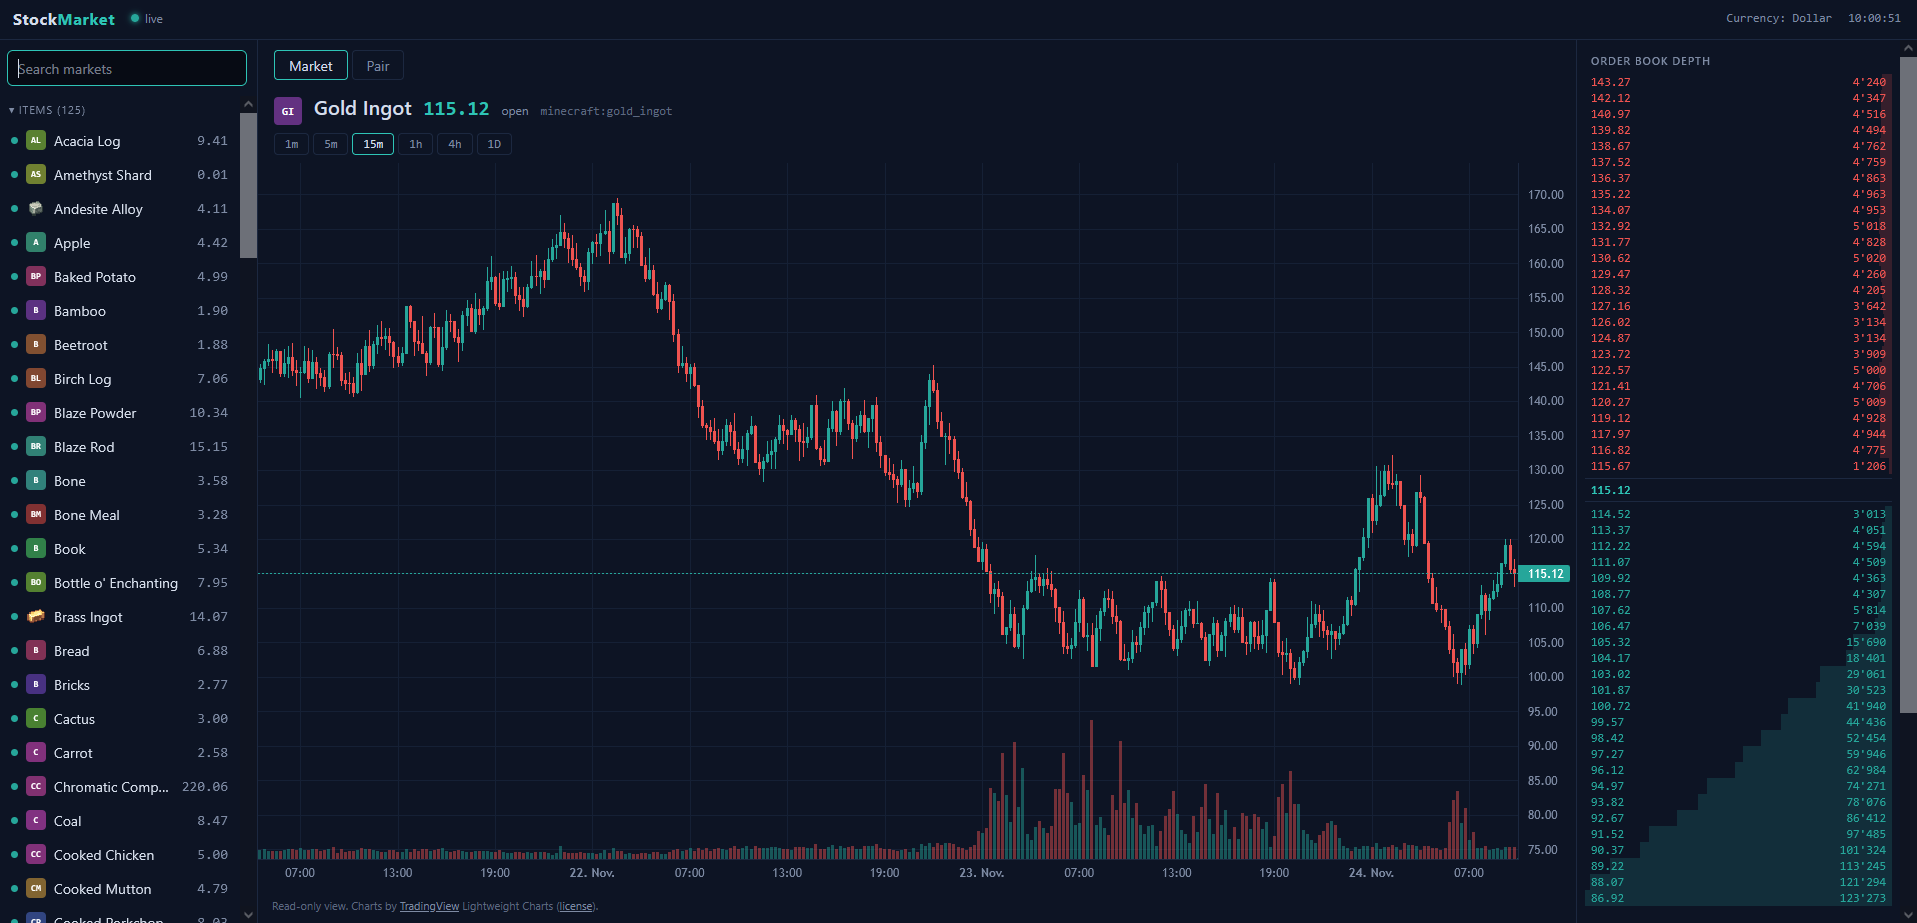 StockMarket live
Currency: Dollar 10:00:51
Search markets
▾ ITEMS (125)
AL Acacia Log 9.41
AS Amethyst Shard 0.01
Andesite Alloy 4.11
A Apple 4.42
BP Baked Potato 4.99
B Bamboo 1.90
B Beetroot 1.88
BL Birch Log 7.06
BP Blaze Powder 10.34
BR Blaze Rod 15.15
B Bone 3.58
BM Bone Meal 3.28
B Book 5.34
BO Bottle o' Enchanting 7.95
Brass Ingot 14.07
B Bread 6.88
B Bricks 2.77
C Cactus 3.00
C Carrot 2.58
CC Chromatic Comp... 220.06
C Coal 8.47
CC Cooked Chicken 5.00
CM Cooked Mutton 4.79
CP Cooked Porkchop 8.03
Market Pair
GI Gold Ingot 115.12 open minecraft:gold_ingot
1m 5m 15m 1h 4h 1D
170.00
165.00
160.00
155.00
150.00
145.00
140.00
135.00
130.00
125.00
120.00
115.12
110.00
105.00
100.00
95.00
90.00
85.00
80.00
75.00
07:00 13:00 19:00 22. Nov. 07:00 13:00 19:00 23. Nov. 07:00 13:00 19:00 24. Nov. 07:00
Read-only view. Charts by TradingView Lightweight Charts (license).
ORDER BOOK DEPTH
143.27 4'240
142.12 4'347
140.97 4'516
139.82 4'494
138.67 4'762
137.52 4'759
136.37 4'863
135.22 4'963
134.07 4'953
132.92 5'018
131.77 4'828
130.62 5'020
129.47 4'260
128.32 4'205
127.16 3'642
126.02 3'134
124.87 3'134
123.72 3'909
122.57 5'000
121.41 4'706
120.27 5'009
119.12 4'928
117.97 4'944
116.82 4'775
115.67 1'206
115.12
114.52 3'013
113.37 4'051
112.22 4'594
111.07 4'509
109.92 4'363
108.77 4'307
107.62 5'814
106.47 7'039
105.32 15'690
104.17 18'401
103.02 29'061
101.87 30'523
100.72 41'940
99.57 44'436
98.42 52'454
97.27 59'946
96.12 62'984
94.97 74'271
93.82 78'076
92.67 86'412
91.52 97'485
90.37 101'324
89.22 113'245
88.07 121'294
86.92 123'273